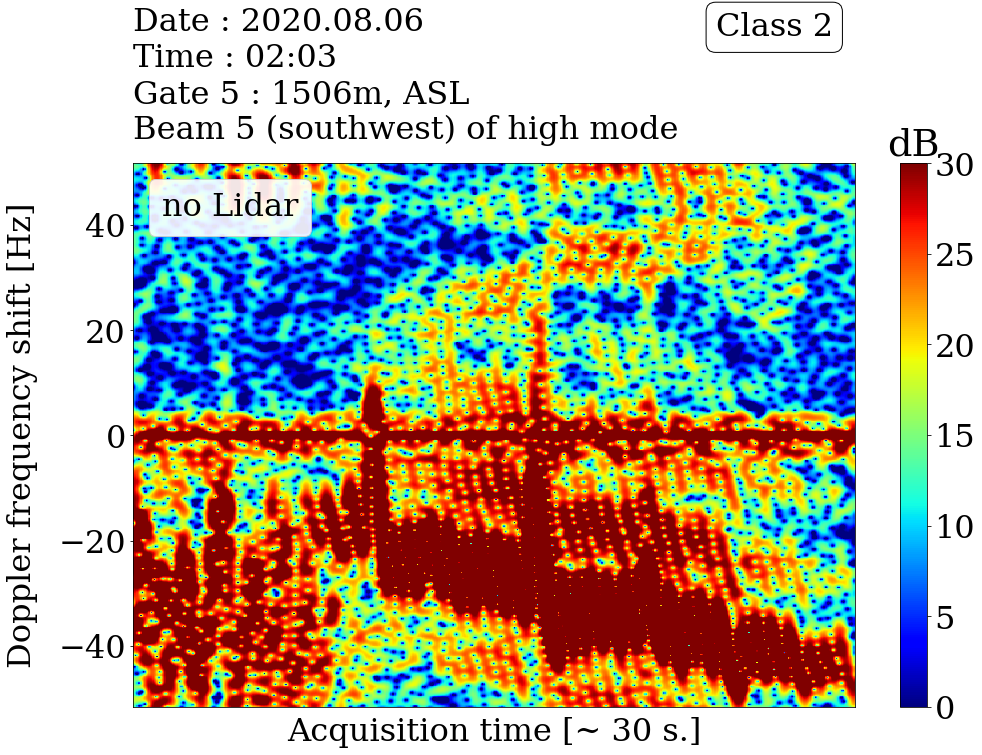 Date : 2020.08.06
Time : 02:03
Gate 5 : 1506m, ASL
Beam 5 (southwest) of high mode
Class 2
dB
no Lidar
Doppler frequency shift [Hz]
40
20
0
−20
−40
30
25
20
15
10
5
0
Acquisition time [~ 30 s.]